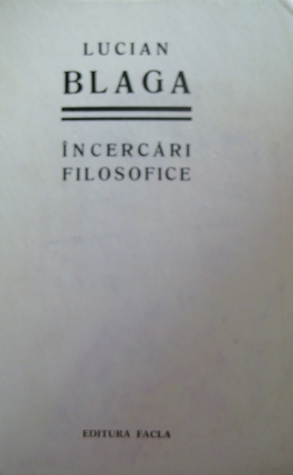 LUCIAN
BLAGA
ÎNCERCĂRI
FILOSOFICE
EDITURA FACLA